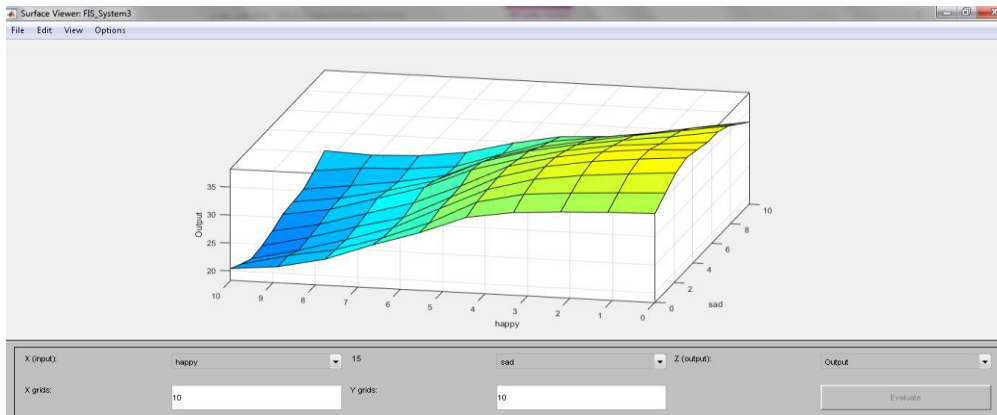 Surface Viewer: FIS_System3
File Edit View Options
35
30
25
20
Output
10 9 8 7 6 5 4 3 2 1 0
happy
0 2 4 6 8 10
sad
X (input): happy 15 sad Z (output): Output
X grids: 10 Y grids: 10 Evaluate